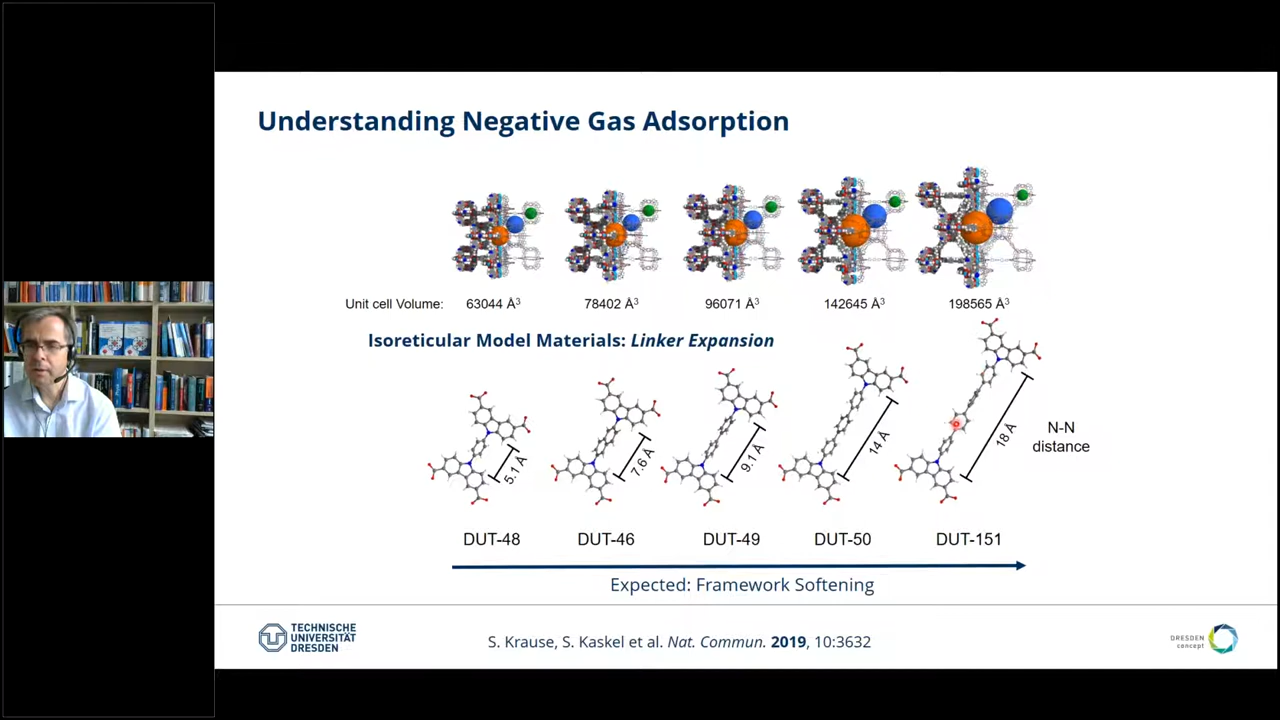 Understanding Negative Gas Adsorption
Unit cell Volume: 63044 Å³ 78402 Å³ 96071 Å³ 142645 Å³ 198565 Å³
Isoreticular Model Materials: Linker Expansion
5.1 Å 7.6 Å 9.1 Å 14 Å 18 Å
N-N
distance
DUT-48 DUT-46 DUT-49 DUT-50 DUT-151
Expected: Framework Softening
TECHNISCHE
UNIVERSITÄT
DRESDEN
S. Krause, S. Kaskel et al. Nat. Commun. 2019, 10:3632
DRESDEN
concept